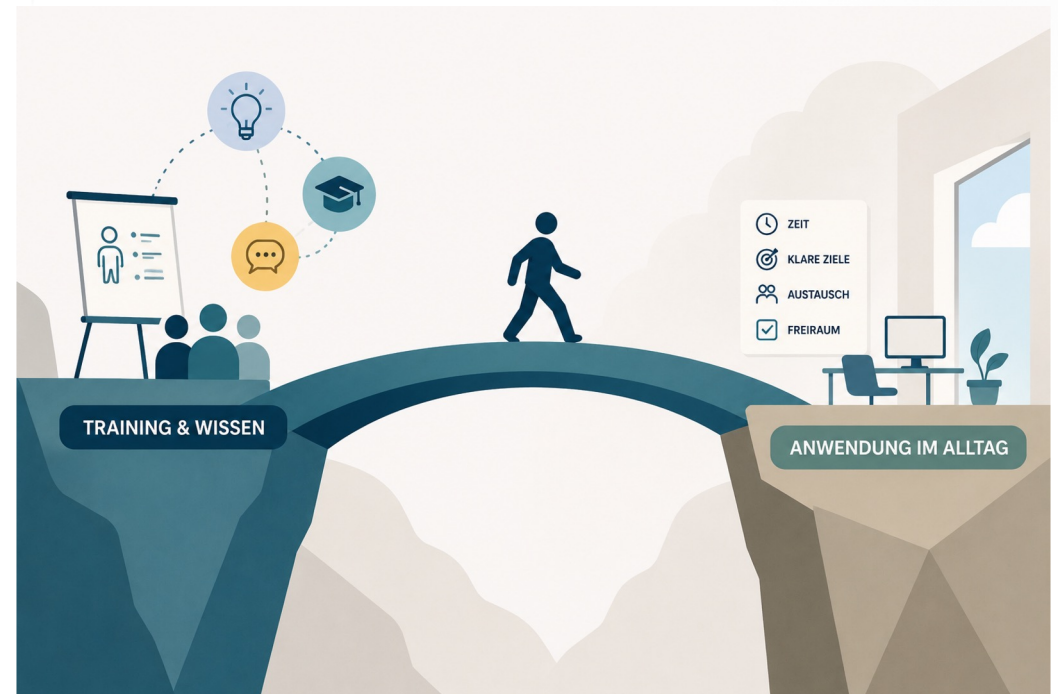 TRAINING & WISSEN
ZEIT
KLARE ZIELE
AUSTAUSCH
FREIRAUM
ANWENDUNG IM ALLTAG